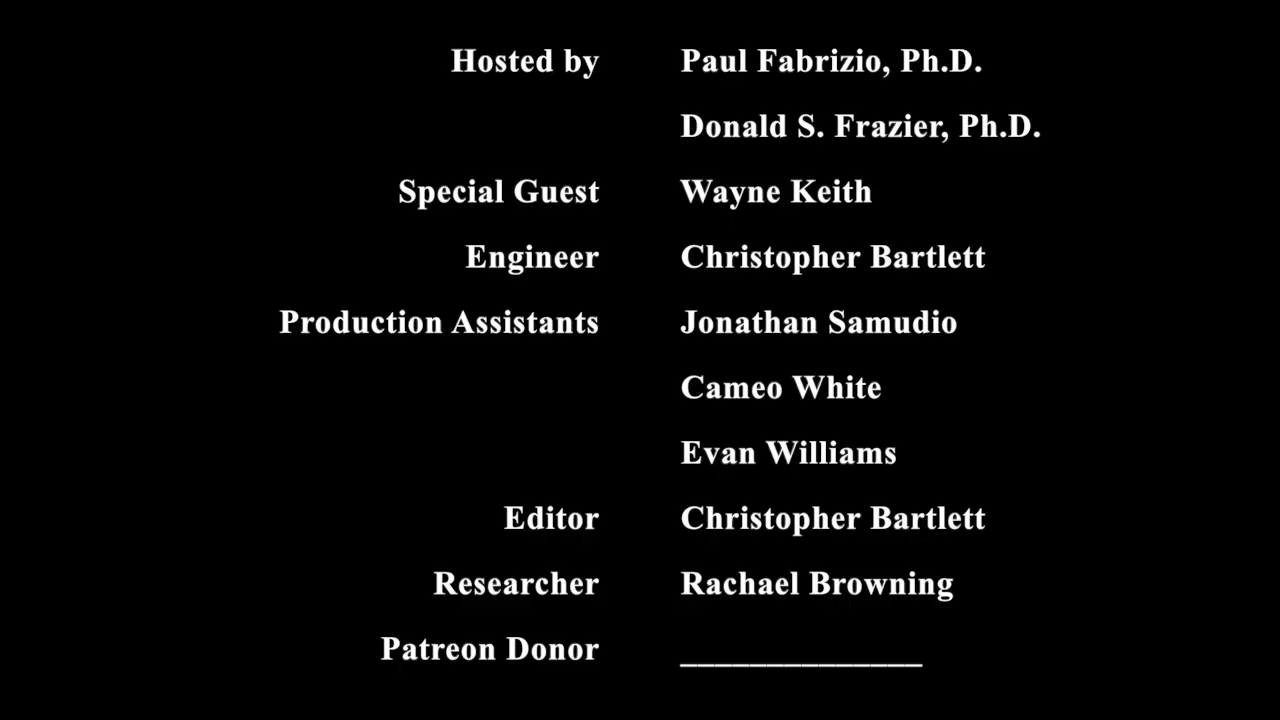 Hosted by Paul Fabrizio, Ph.D.
Donald S. Frazier, Ph.D.
Special Guest Wayne Keith
Engineer Christopher Bartlett
Production Assistants Jonathan Samudio
Cameo White
Evan Williams
Editor Christopher Bartlett
Researcher Rachael Browning
Patreon Donor ______________